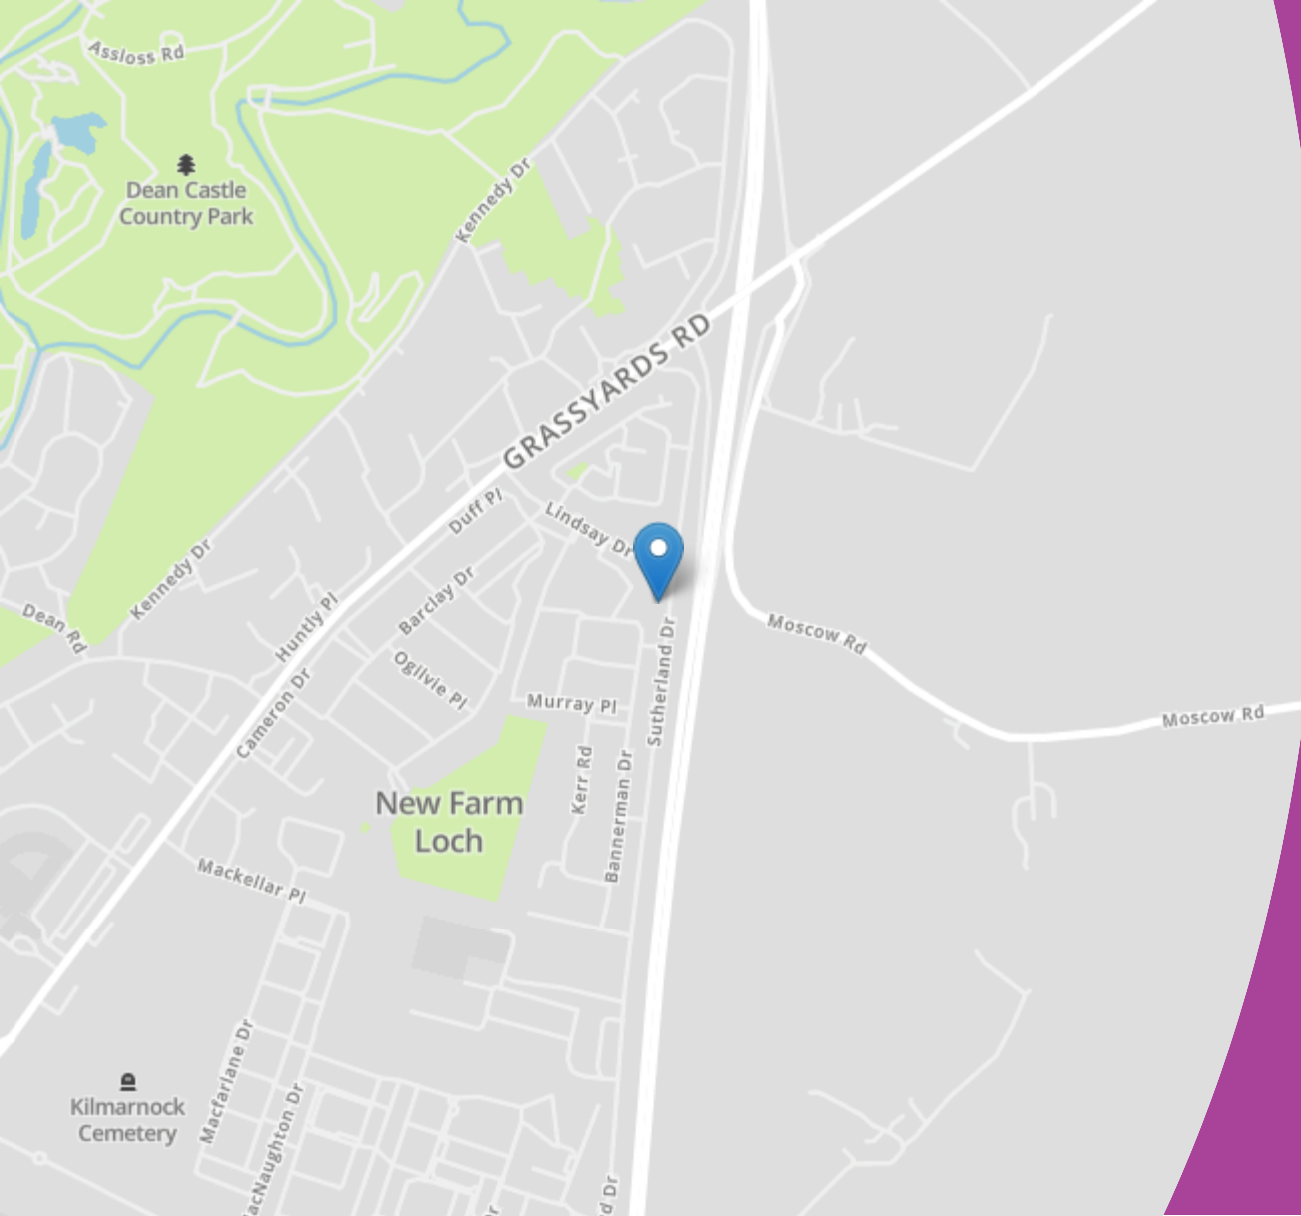 Assloss Rd
Dean Castle
Country Park
Kennedy Dr
GRASSYARDS RD
Duff Pl
Lindsay Dr
Kennedy Dr
Barclay Dr
Huntly Pl
Dean Rd
Moscow Rd
Sutherland Dr
Ogilvie Pl
Murray Pl
Cameron Dr
Moscow Rd
Kerr Rd
Bannerman Dr
New Farm
Loch
Mackellar Pl
Macfarlane Dr
Kilmarnock
Cemetery
acNaughton Dr
d Dr